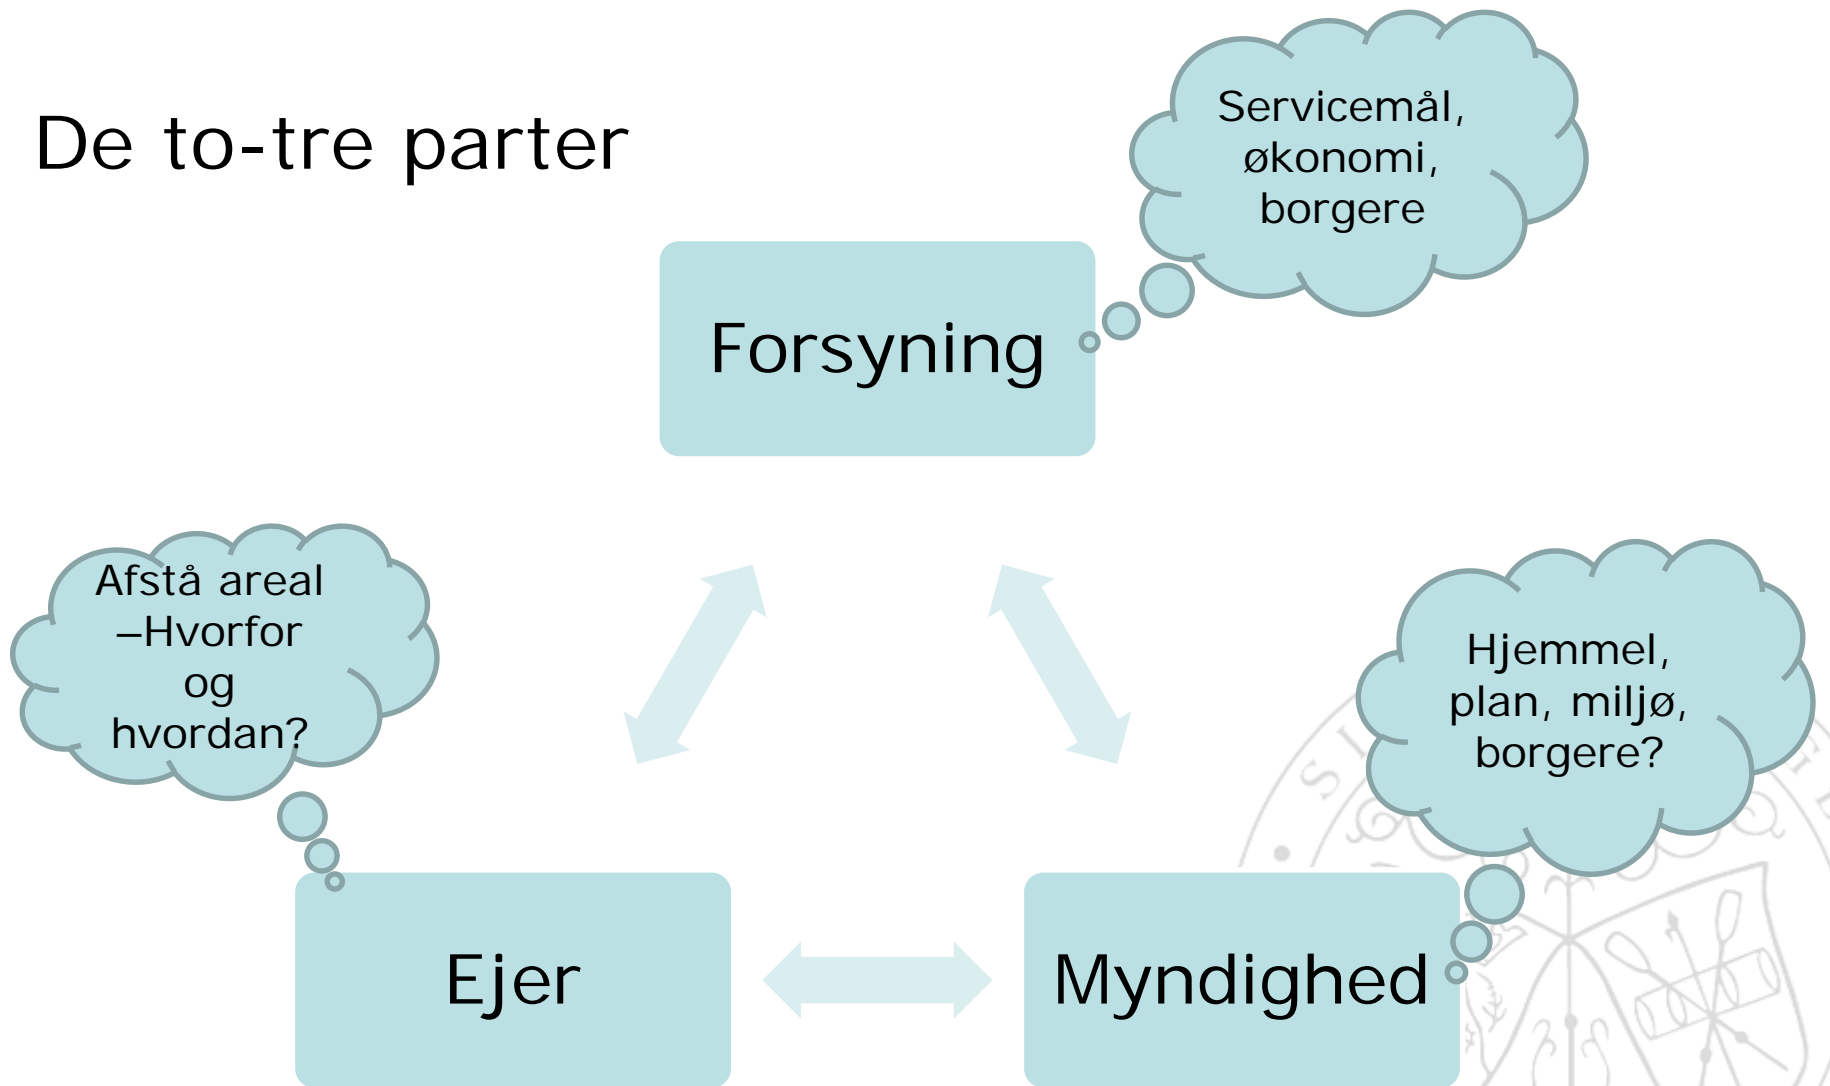 De to-tre parter
Servicemål,
økonomi,
borgere
Forsyning
Afstå areal
–Hvorfor
og
hvordan?
Hjemmel,
plan, miljø,
borgere?
Ejer
Myndighed